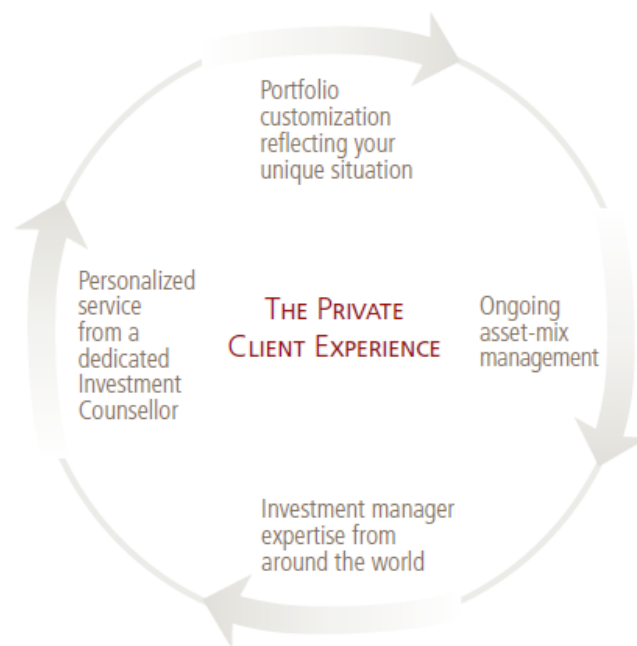 Portfolio
customization
reflecting your
unique situation
Personalized
service
from a
dedicated
Investment
Counsellor
The Private
Client Experience
Ongoing
asset-mix
management
Investment manager
expertise from
around the world